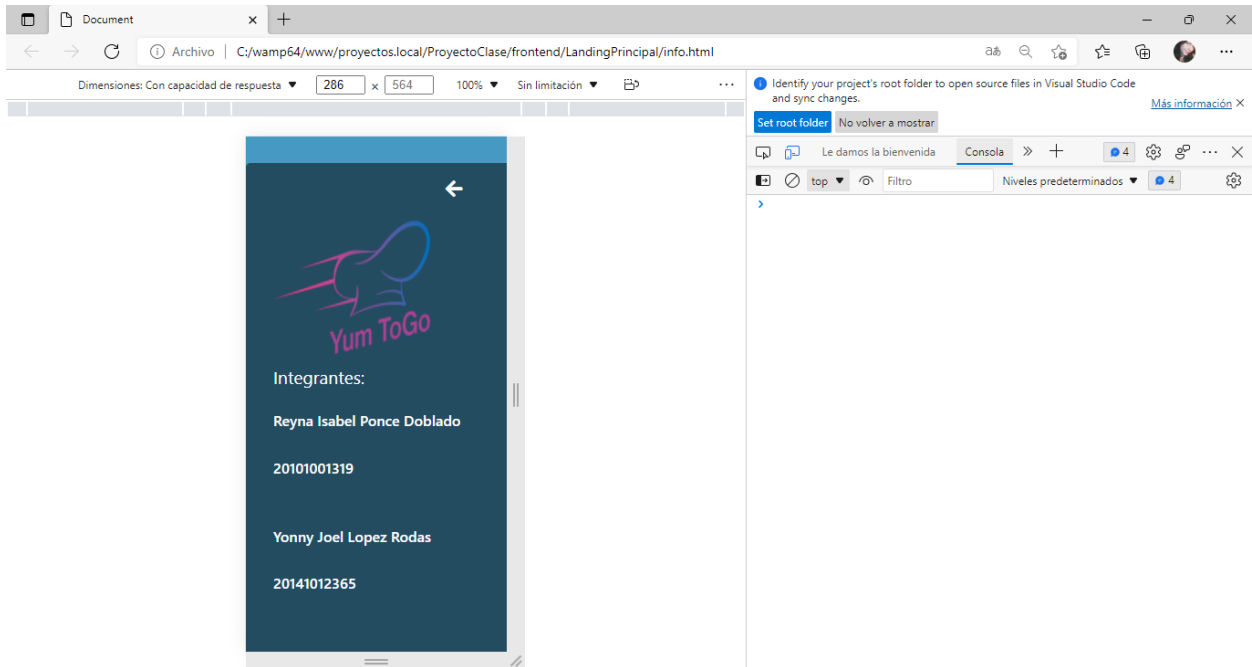 Document
Archivo C:/wamp64/www/proyectos.local/ProyectoClase/frontend/LandingPrincipal/info.html
Dimensiones: Con capacidad de respuesta ▼ 286 x 564 100% ▼ Sin limitación ▼
Identify your project's root folder to open source files in Visual Studio Code
and sync changes.
Más información
Set root folder No volver a mostrar
Le damos la bienvenida Consola 4
top ▼ Filtro Niveles predeterminados ▼ 4
Yum ToGo
Integrantes:
Reyna Isabel Ponce Doblado
20101001319
Yonny Joel Lopez Rodas
20141012365